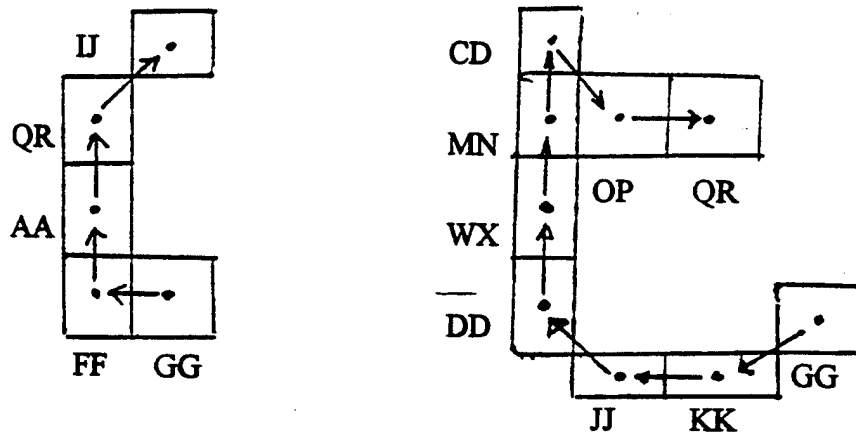 IJ
QR
AA
FF GG
CD
MN
OP QR
WX
DD
GG
JJ KK